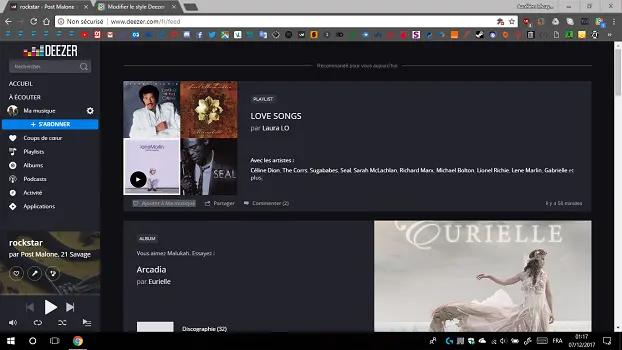 rockstar - Post Malone
Modifier le style Deezer
Non sécurisé
www.deezer.com/fr/feed
DEEZER
Rechercher
ACCUEIL
À ÉCOUTER
Ma musique
+ S'ABONNER
Coups de cœur
Playlists
Albums
Podcasts
Activité
Applications
rockstar
par Post Malone, 21 Savage
Recommandé pour vous aujourd'hui
PLAYLIST
LOVE SONGS
par Laura LO
Avec les artistes :
Céline Dion, The Corrs, Sugababes, Seal, Sarah McLachlan, Richard Marx, Michael Bolton, Lionel Richie, Lene Marlin, Gabrielle et
plus.
SEAL
Ajouter à Ma musique
Partager
Commenter (2)
Il y a 58 minutes
ALBUM
Vous aimez Malukah. Essayez :
Arcadia
par Eurielle
Discographie (32)
EURIELLE
FRA
01:17
07/12/2017